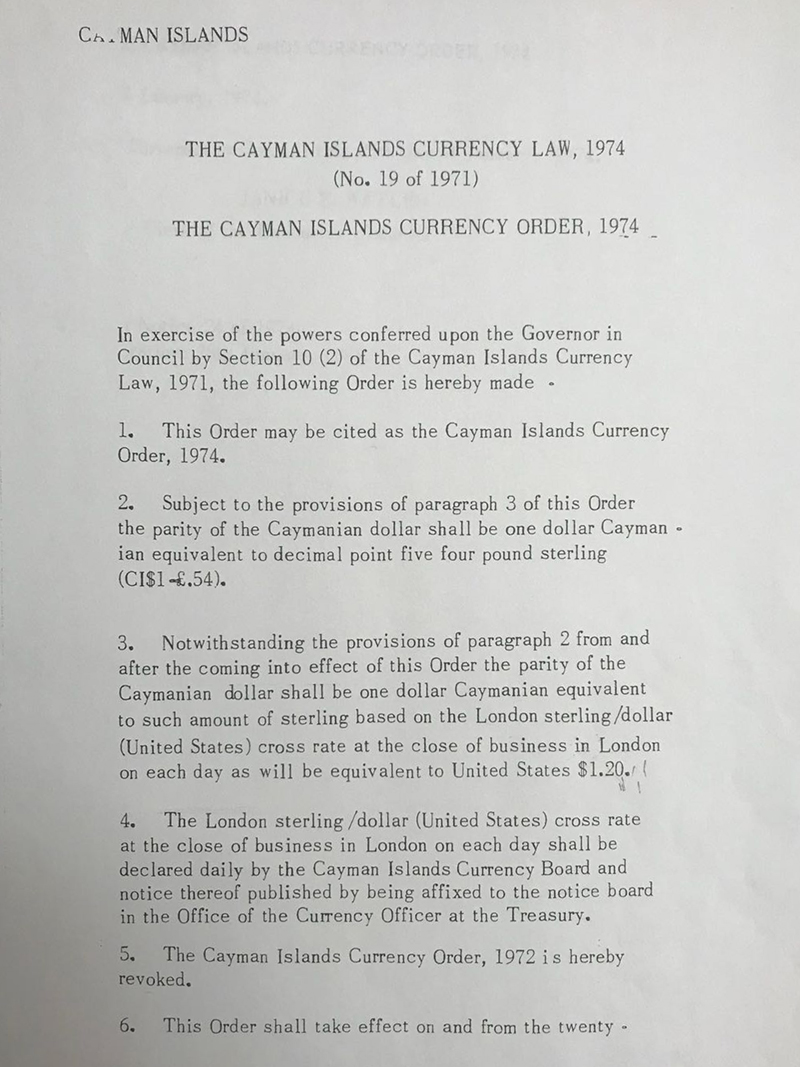 CAYMAN ISLANDS
THE CAYMAN ISLANDS CURRENCY LAW, 1974
(No. 19 of 1971)
THE CAYMAN ISLANDS CURRENCY ORDER, 1974
In exercise of the powers conferred upon the Governor in
Council by Section 10 (2) of the Cayman Islands Currency
Law, 1971, the following Order is hereby made -
1. This Order may be cited as the Cayman Islands Currency
Order, 1974.
2. Subject to the provisions of paragraph 3 of this Order
the parity of the Caymanian dollar shall be one dollar Cayman -
ian equivalent to decimal point five four pound sterling
(CI$1-£.54).
3. Notwithstanding the provisions of paragraph 2 from and
after the coming into effect of this Order the parity of the
Caymanian dollar shall be one dollar Caymanian equivalent
to such amount of sterling based on the London sterling/dollar
(United States) cross rate at the close of business in London
on each day as will be equivalent to United States $1.20.
4. The London sterling/dollar (United States) cross rate
at the close of business in London on each day shall be
declared daily by the Cayman Islands Currency Board and
notice thereof published by being affixed to the notice board
in the Office of the Currency Officer at the Treasury.
5. The Cayman Islands Currency Order, 1972 is hereby
revoked.
6. This Order shall take effect on and from the twenty -